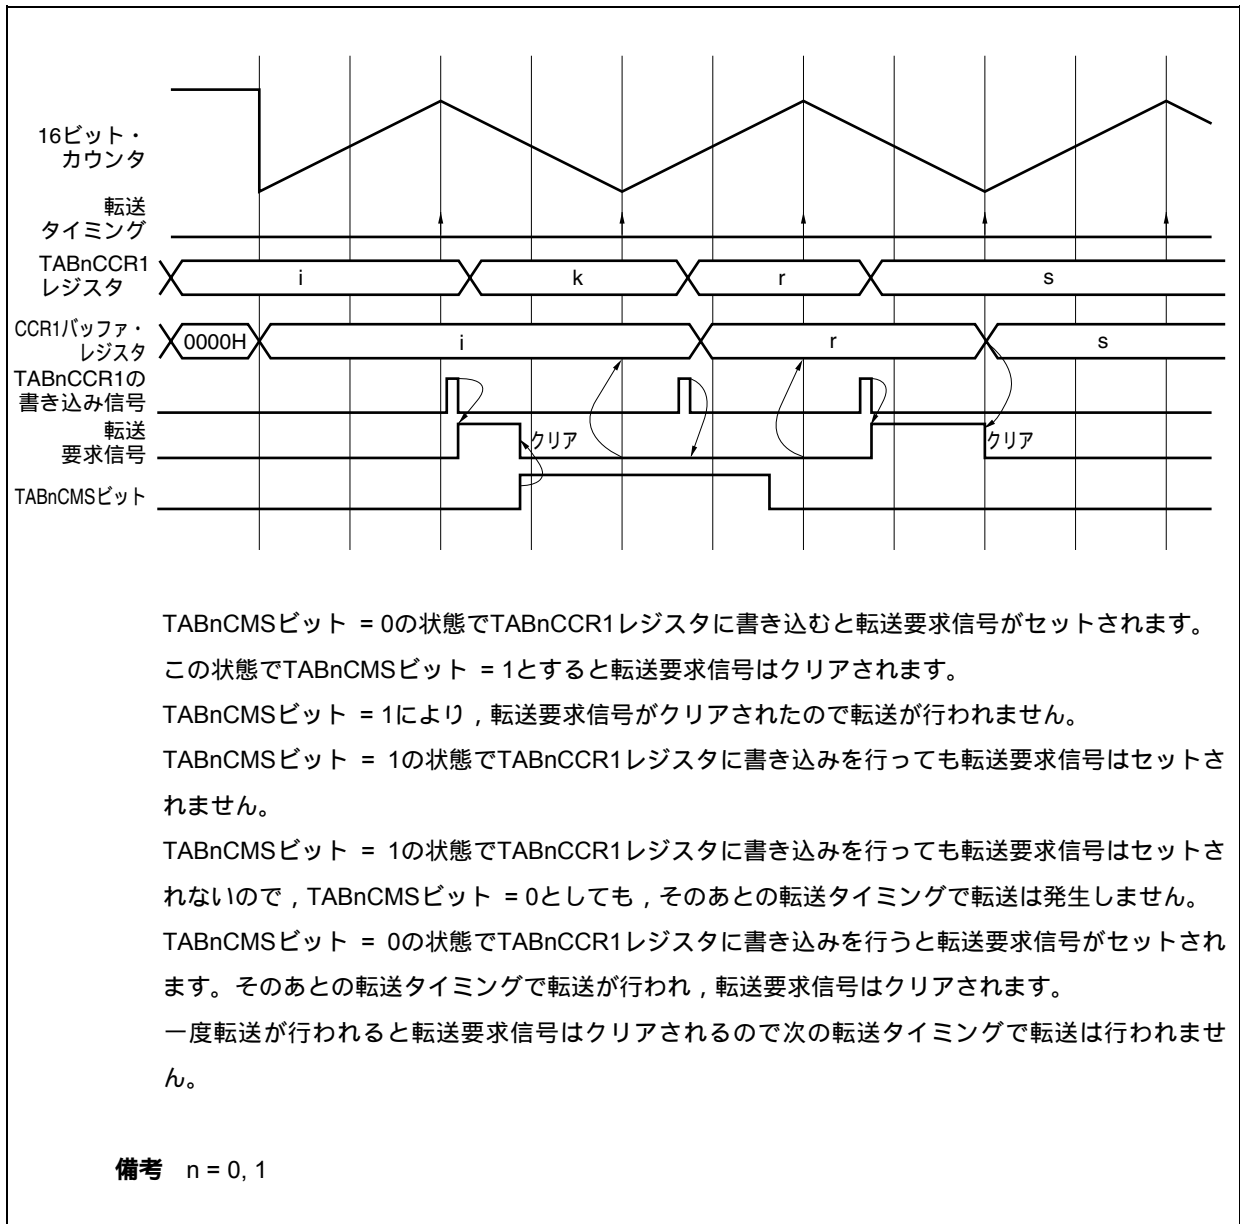 16ビット・
カウンタ
転送
タイミング
TABnCCR1
レジスタ
i
k
r
s
CCR1バッファ・
レジスタ
0000H
i
r
s
TABnCCR1の
書き込み信号
転送
要求信号
クリア
クリア
TABnCMSビット
TABnCMSビット = 0の状態でTABnCCR1レジスタに書き込むと転送要求信号がセットされます。
この状態でTABnCMSビット = 1とすると転送要求信号はクリアされます。
TABnCMSビット = 1により，転送要求信号がクリアされたので転送が行われません。
TABnCMSビット = 1の状態でTABnCCR1レジスタに書き込みを行っても転送要求信号はセットさ
れません。
TABnCMSビット = 1の状態でTABnCCR1レジスタに書き込みを行っても転送要求信号はセットさ
れないので，TABnCMSビット = 0としても，そのあとの転送タイミングで転送は発生しません。
TABnCMSビット = 0の状態でTABnCCR1レジスタに書き込みを行うと転送要求信号がセットされ
ます。そのあとの転送タイミングで転送が行われ，転送要求信号はクリアされます。
一度転送が行われると転送要求信号はクリアされるので次の転送タイミングで転送は行われませ
ん。
備考 n = 0, 1